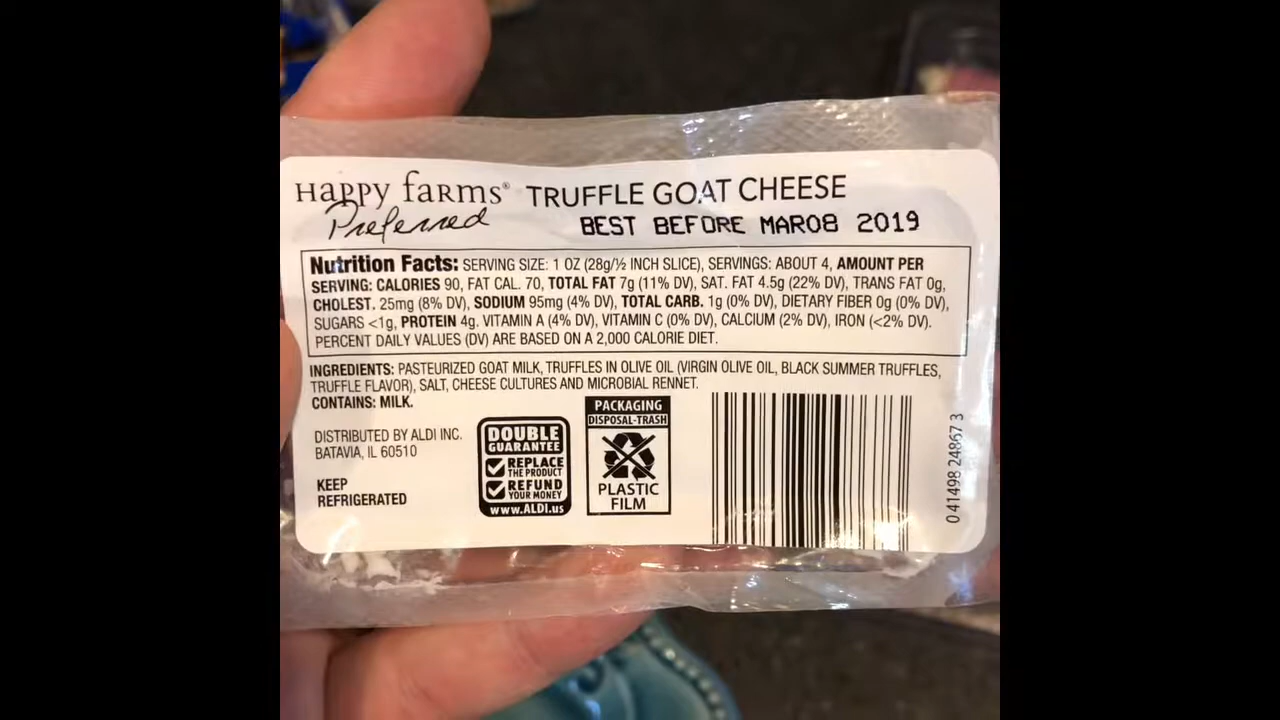 Happy farms® TRUFFLE GOAT CHEESE
Preferred
BEST BEFORE MAR08 2019
Nutrition Facts: SERVING SIZE: 1 OZ (28g/½ INCH SLICE), SERVINGS: ABOUT 4, AMOUNT PER
SERVING: CALORIES 90, FAT CAL. 70, TOTAL FAT 7g (11% DV), SAT. FAT 4.5g (22% DV), TRANS FAT 0g,
CHOLEST. 25mg (8% DV), SODIUM 95mg (4% DV), TOTAL CARB. 1g (0% DV), DIETARY FIBER 0g (0% DV),
SUGARS <1g, PROTEIN 4g. VITAMIN A (4% DV), VITAMIN C (0% DV), CALCIUM (2% DV), IRON (<2% DV).
PERCENT DAILY VALUES (DV) ARE BASED ON A 2,000 CALORIE DIET.
INGREDIENTS: PASTEURIZED GOAT MILK, TRUFFLES IN OLIVE OIL (VIRGIN OLIVE OIL, BLACK SUMMER TRUFFLES,
TRUFFLE FLAVOR), SALT, CHEESE CULTURES AND MICROBIAL RENNET.
CONTAINS: MILK.
DISTRIBUTED BY ALDI INC.
BATAVIA, IL 60510
KEEP
REFRIGERATED
DOUBLE
GUARANTEE
REPLACE
THE PRODUCT
REFUND
YOUR MONEY
www.ALDI.us
PACKAGING
DISPOSAL-TRASH
PLASTIC
FILM
0 41498 24867 3